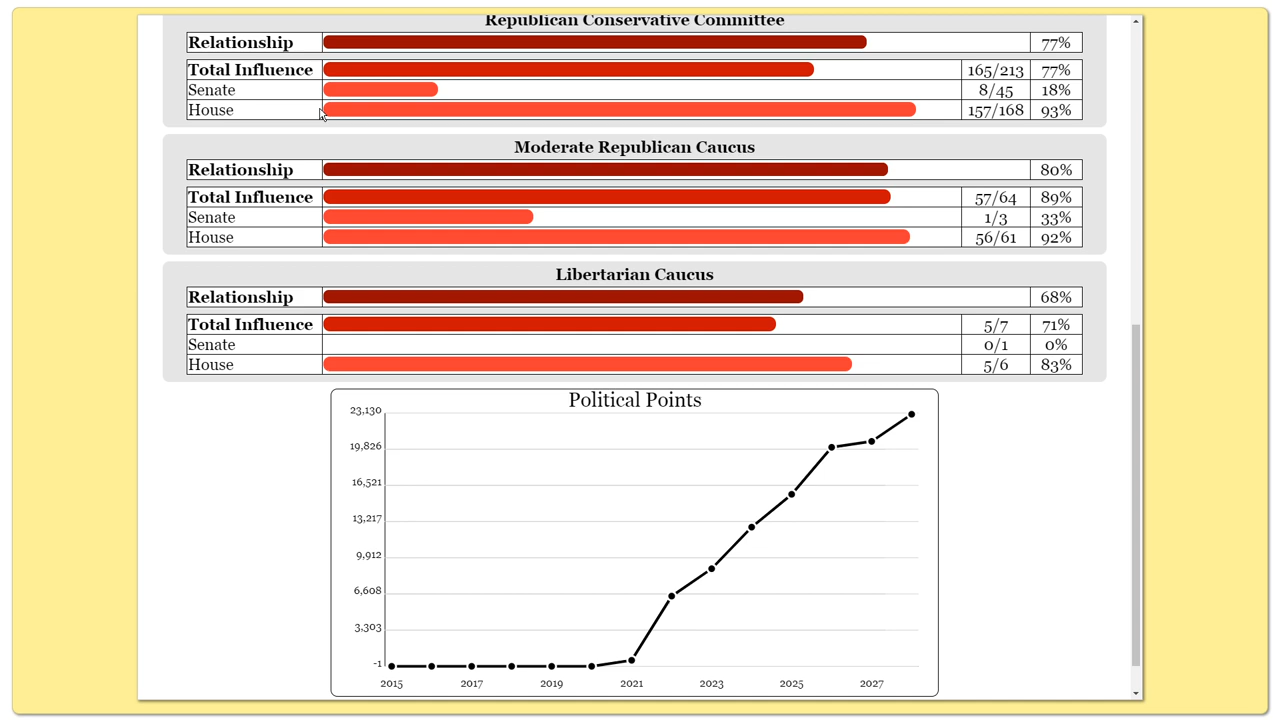 Republican Conservative Committee
Relationship 77%
Total Influence 165/213 77%
Senate 8/45 18%
House 157/168 93%
Moderate Republican Caucus
Relationship 80%
Total Influence 57/64 89%
Senate 1/3 33%
House 56/61 92%
Libertarian Caucus
Relationship 68%
Total Influence 5/7 71%
Senate 0/1 0%
House 5/6 83%
Political Points
23,130
19,826
16,521
13,217
9,912
6,608
3,303
-1
2015 2017 2019 2021 2023 2025 2027